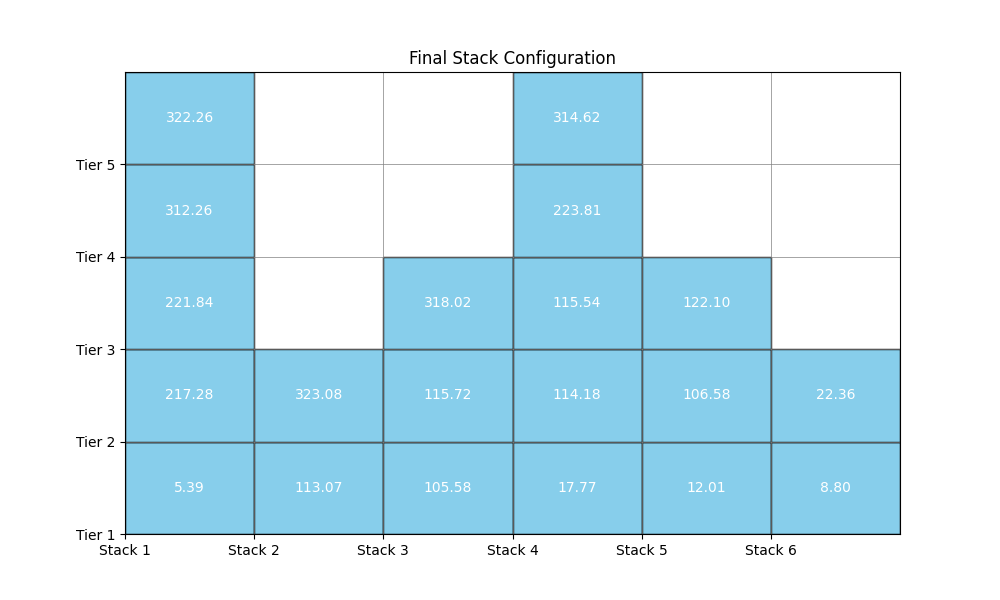 Final Stack Configuration
322.26 314.62
Tier 5
312.26 223.81
Tier 4
221.84 318.02 115.54 122.10
Tier 3
217.28 323.08 115.72 114.18 106.58 22.36
Tier 2
5.39 113.07 105.58 17.77 12.01 8.80
Tier 1
Stack 1 Stack 2 Stack 3 Stack 4 Stack 5 Stack 6